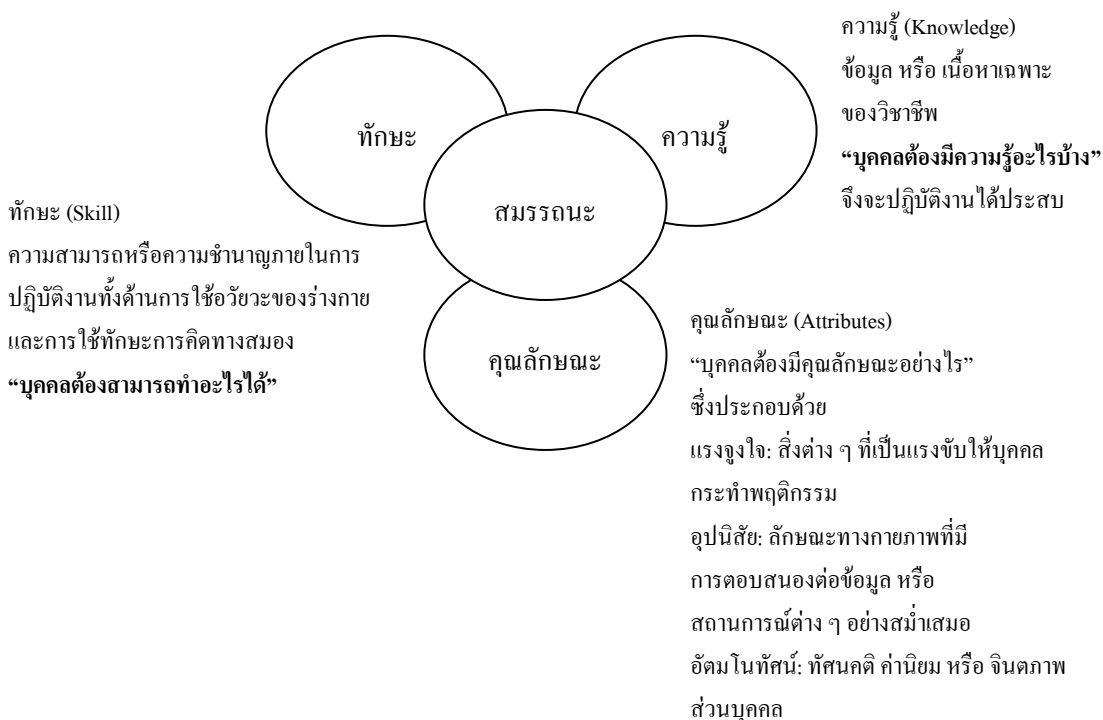 ความรู้ (Knowledge)
ข้อมูล หรือ เนื้อหาเฉพาะ
ของวิชาชีพ
“บุคคลต้องมีความรู้อะไรบ้าง”
จึงจะปฏิบัติงานได้ประสบ
ทักษะ
ความรู้
สมรรถนะ
คุณลักษณะ
ทักษะ (Skill)
ความสามารถหรือความชำนาญภายในการ
ปฏิบัติงานทั้งด้านการใช้อวัยวะของร่างกาย
และการใช้ทักษะการคิดทางสมอง
“บุคคลต้องสามารถทำอะไรได้”
คุณลักษณะ (Attributes)
“บุคคลต้องมีคุณลักษณะอย่างไร”
ซึ่งประกอบด้วย
แรงจูงใจ: สิ่งต่าง ๆ ที่เป็นแรงขับให้บุคคล
กระทำพฤติกรรม
อุปนิสัย: ลักษณะทางกายภาพที่มี
การตอบสนองต่อข้อมูล หรือ
สถานการณ์ต่าง ๆ อย่างสม่ำเสมอ
อัตมโนทัศน์: ทัศนคติ ค่านิยม หรือ จินตภาพ
ส่วนบุคคล